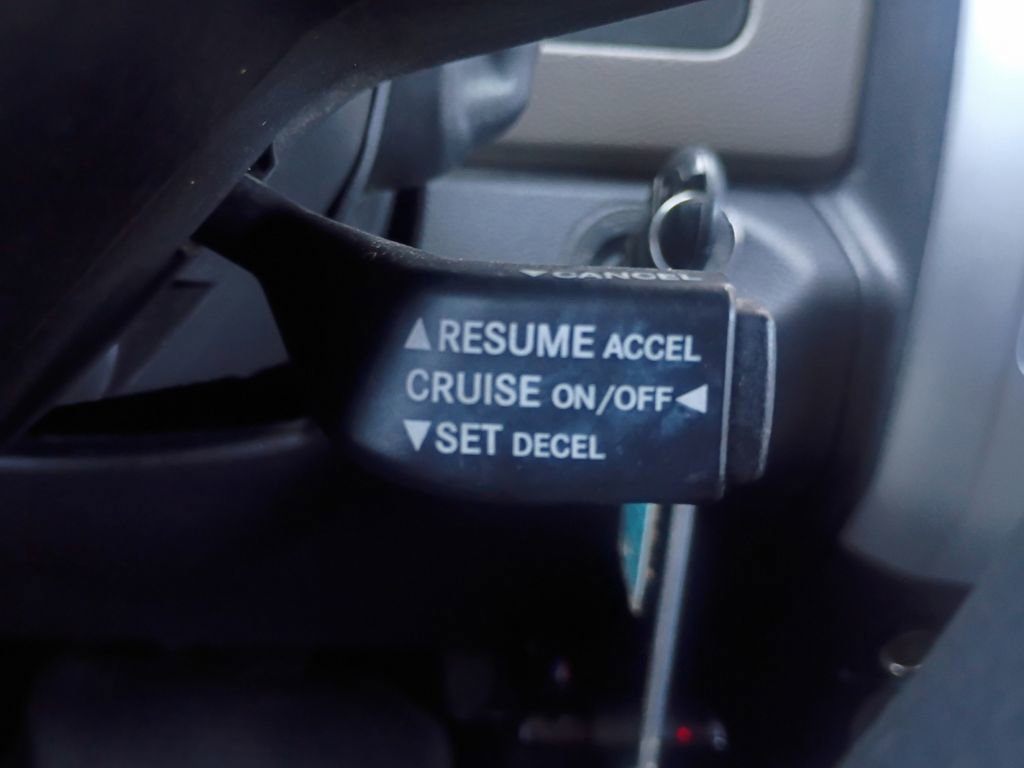 ▼CANCEL
▲RESUME ACCEL
CRUISE ON/OFF◀
▼SET DECEL